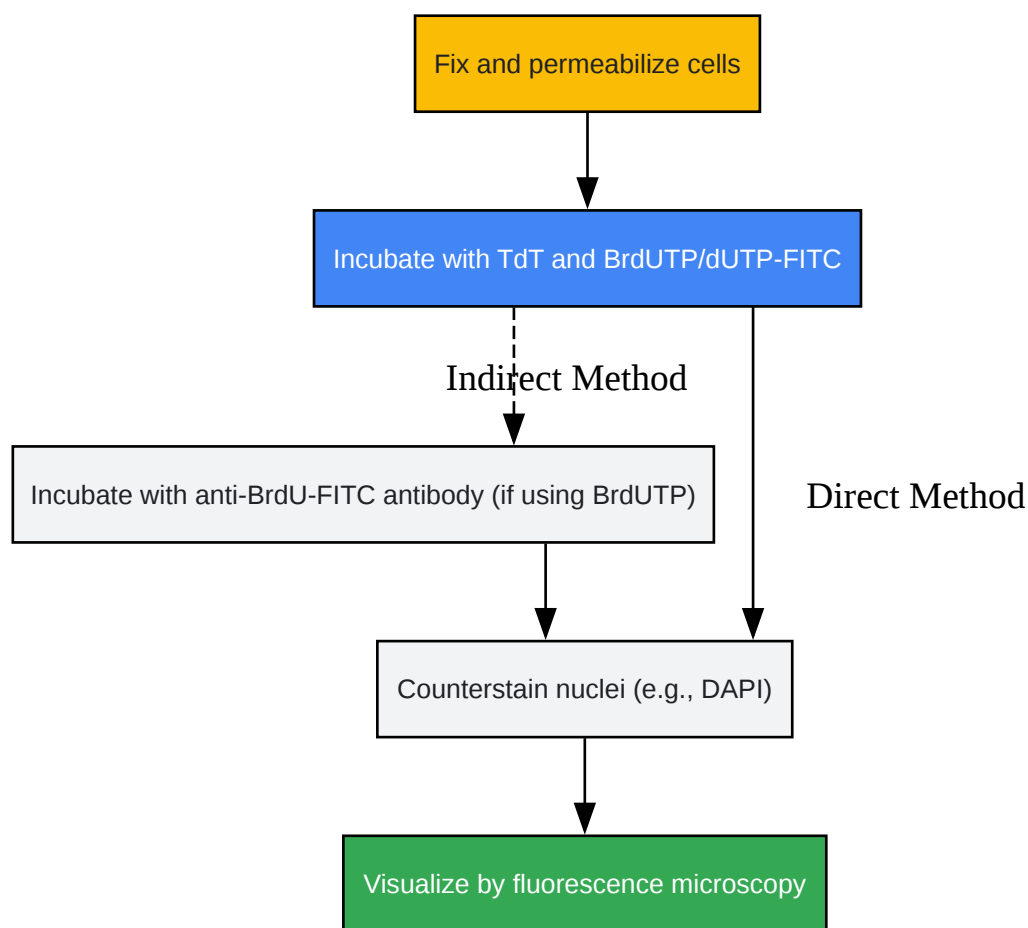 Fix and permeabilize cells
Incubate with TdT and BrdUTP/dUTP-FITC
Indirect Method
Incubate with anti-BrdU-FITC antibody (if using BrdUTP)
Direct Method
Counterstain nuclei (e.g., DAPI)
Visualize by fluorescence microscopy